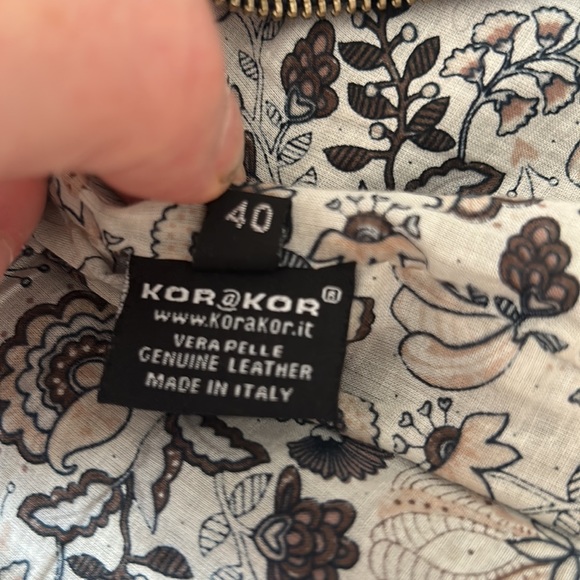 40
KOR@KOR®
www.KoraKor.it
VERA PELLE
GENUINE LEATHER
MADE IN ITALY